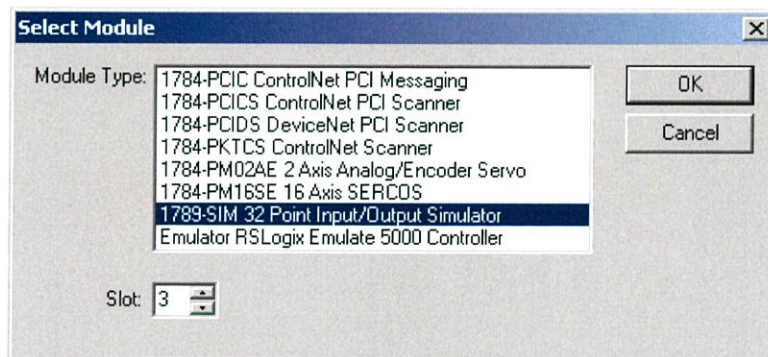 Select Module
Module Type:
1784-PCIC ControlNet PCI Messaging
1784-PCICS ControlNet PCI Scanner
1784-PCIDS DeviceNet PCI Scanner
1784-PKTCS ControlNet Scanner
1784-PM02AE 2 Axis Analog/Encoder Servo
1784-PM16SE 16 Axis SERCOS
1789-SIM 32 Point Input/Output Simulator
Emulator RSLogix Emulate 5000 Controller
OK
Cancel
Slot: 3